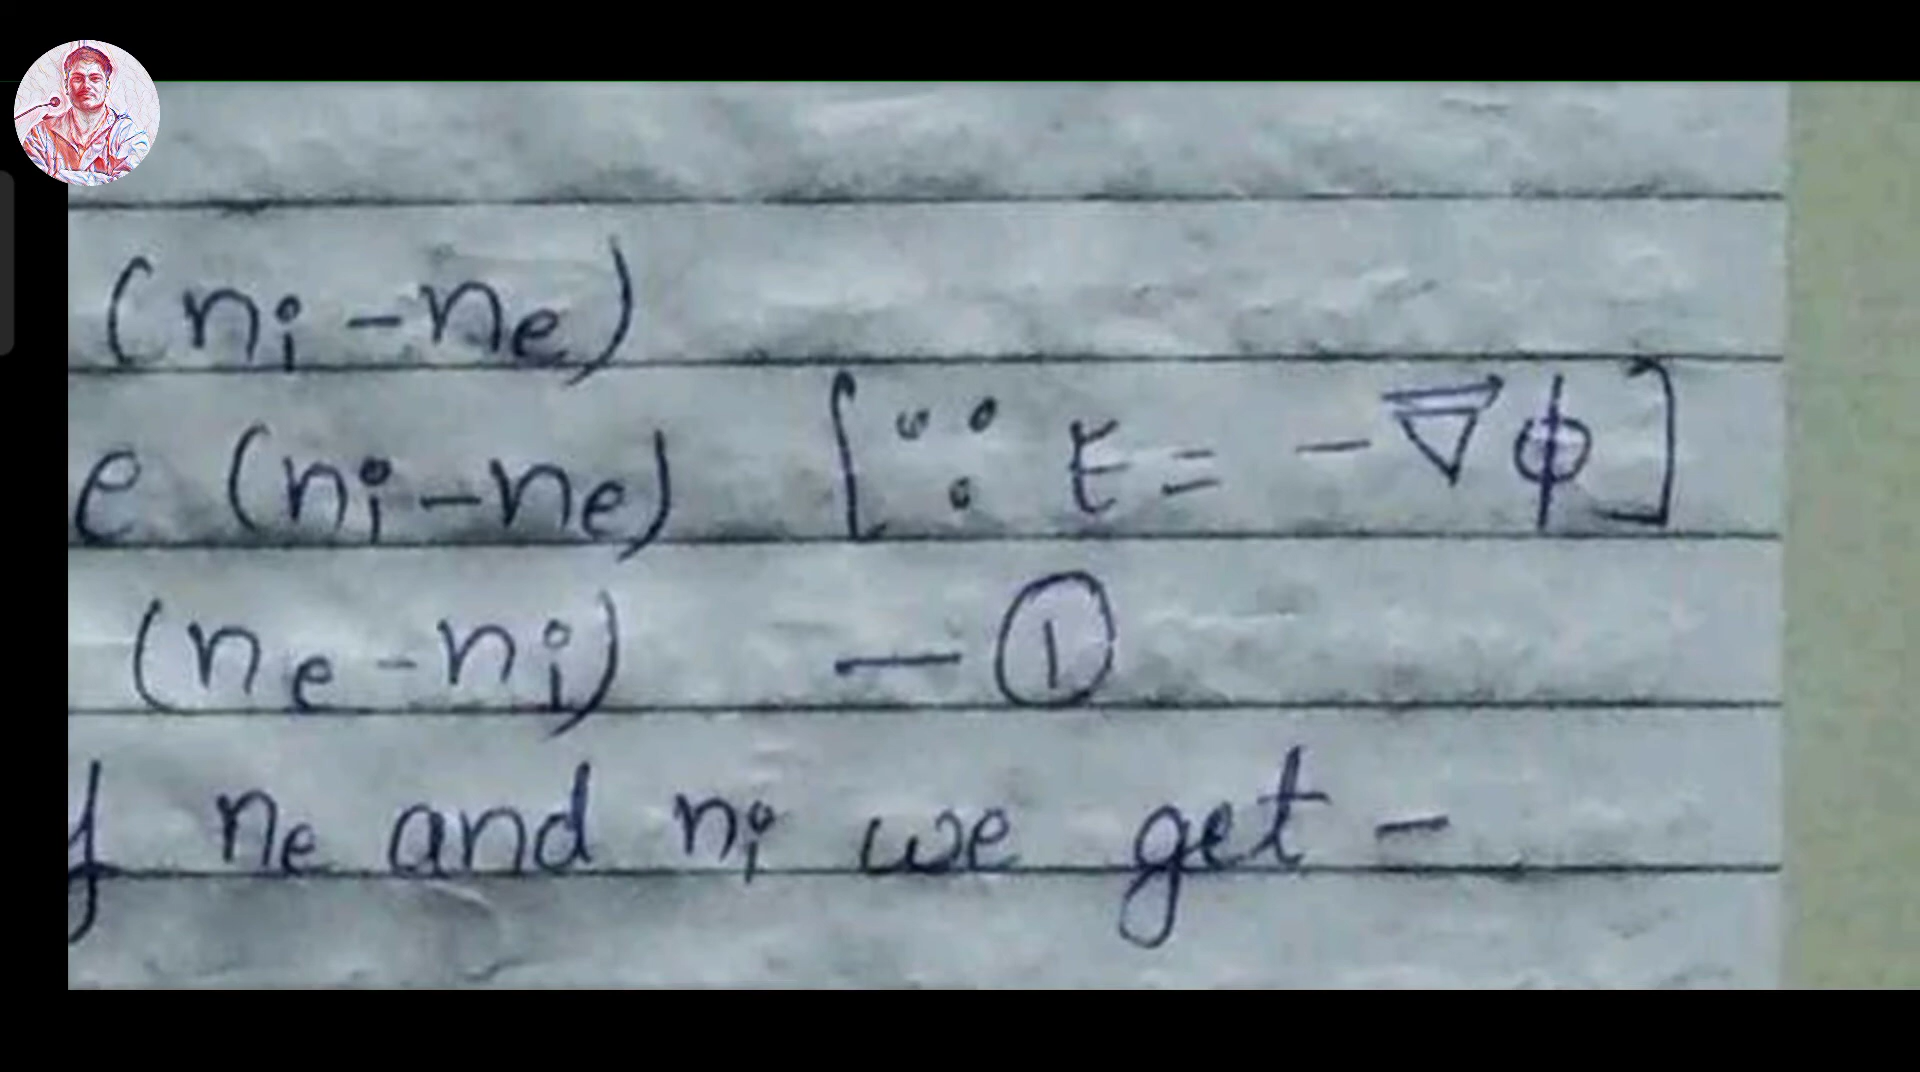 (nᵢ - nₑ)
e (nᵢ - nₑ) [∵ E = - ∇⃗ ϕ]
(nₑ - nᵢ) — ①
nₑ and nᵢ we get -